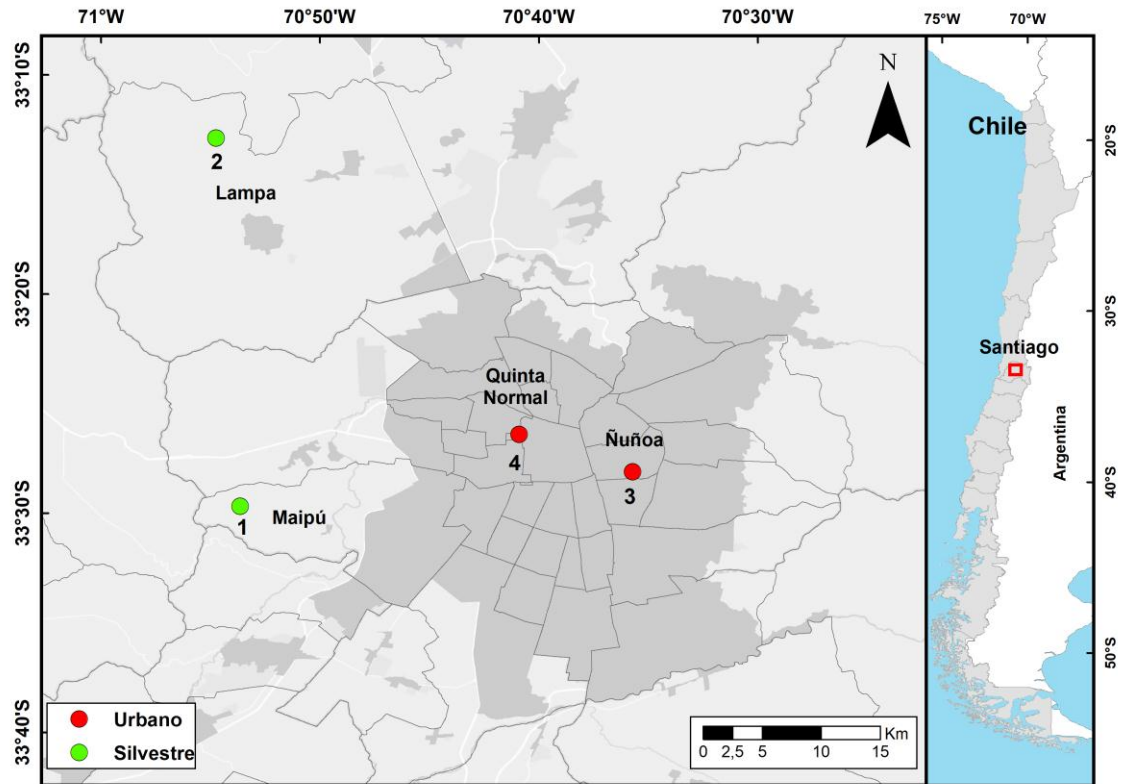 71°W
70°50'W
70°40'W
70°30'W
75°W
70°W
33°10'S
33°20'S
33°30'S
33°40'S
N
2
Lampa
Quinta
Normal
4
Ñuñoa
3
1
Maipú
Urbano
Silvestre
Km
0 2,5 5 10 15
Chile
Santiago
Argentina
20°S
30°S
40°S
50°S